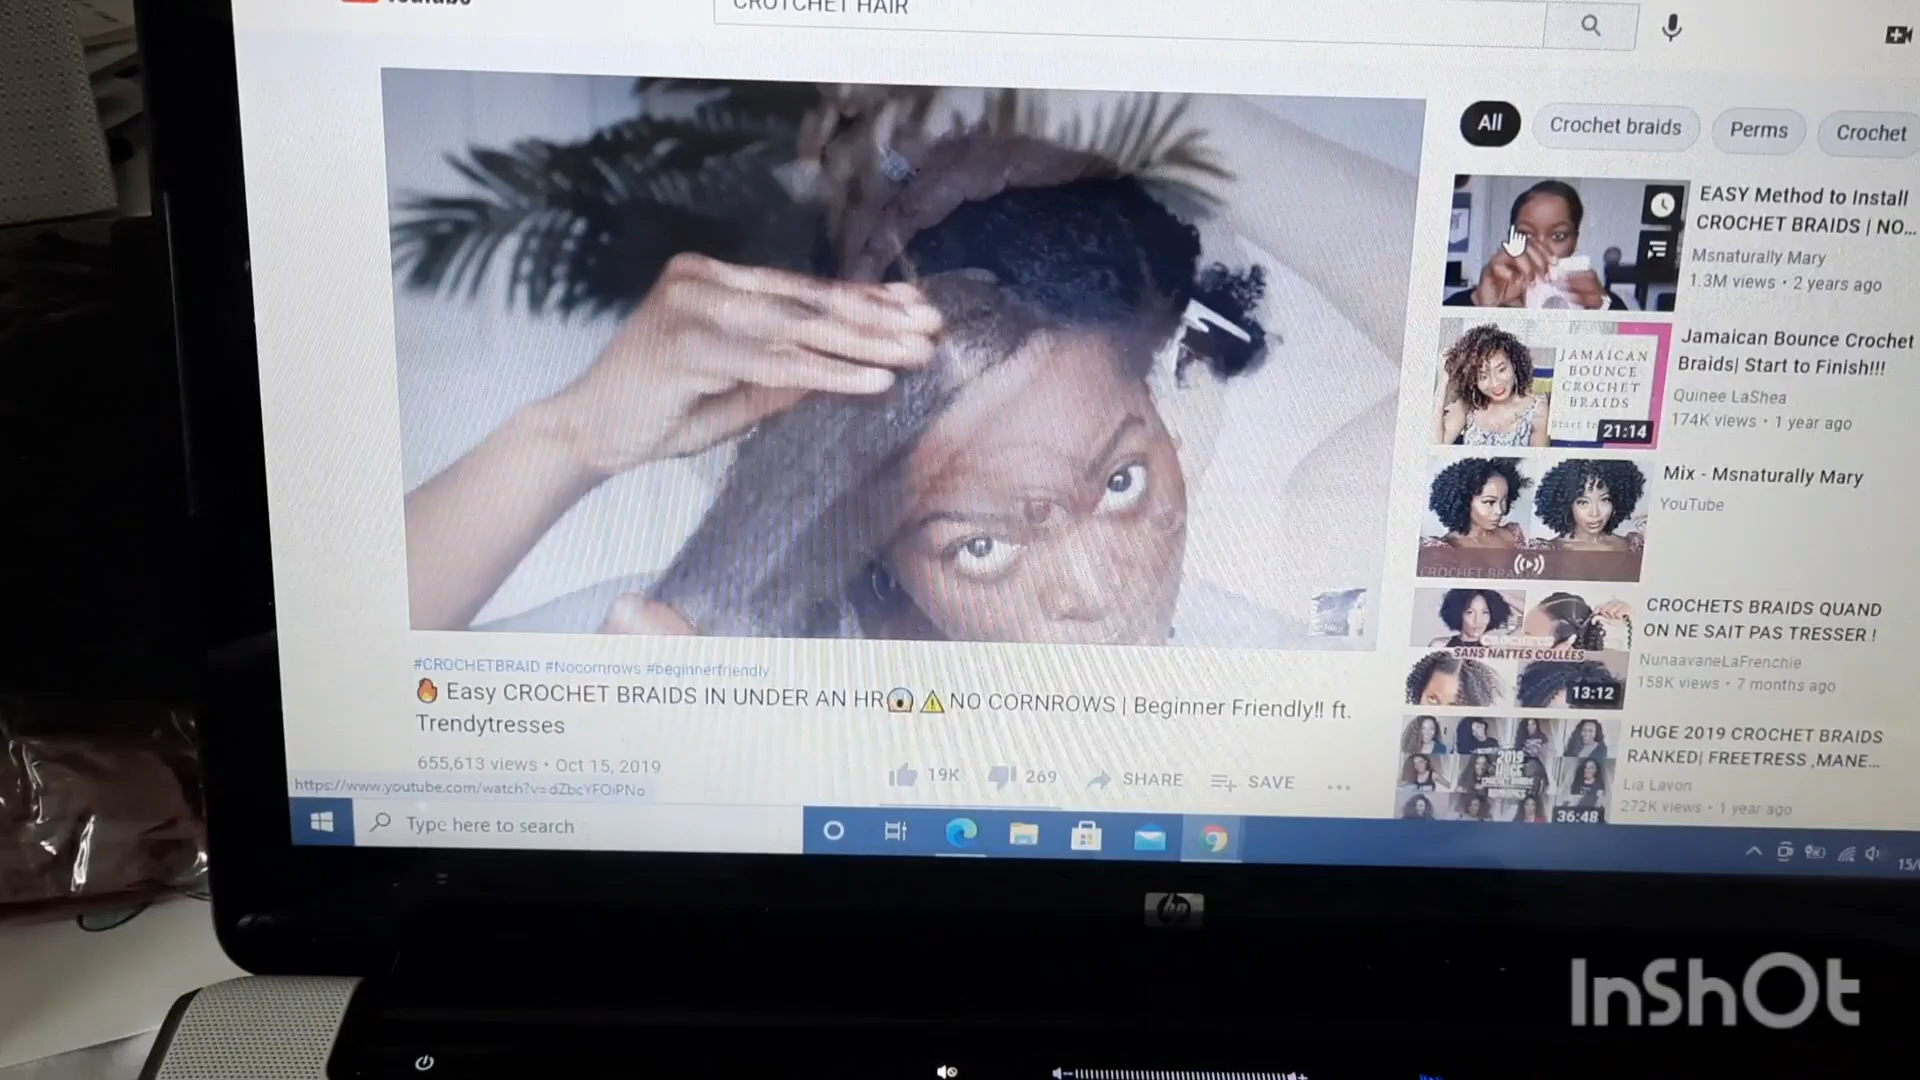 YouTube
CROTCHET HAIR
All
Crochet braids
Perms
Crochet
EASY Method to Install
CROCHET BRAIDS | NO...
Msnaturally Mary
1.3M views • 2 years ago
Jamaican Bounce Crochet
Braids| Start to Finish!!!
Quinee LaShea
174K views • 1 year ago
JAMAICAN
BOUNCE
CROCHET
BRAIDS
21:14
Mix - Msnaturally Mary
YouTube
CROCHETS BRAIDS QUAND
ON NE SAIT PAS TRESSER !
NunaavaneLaFrenchie
158K views • 7 months ago
SANS NATTES COLLÉES
13:12
HUGE 2019 CROCHET BRAIDS
RANKED| FREETRESS ,MANE...
Lia Lavon
272K views • 1 year ago
2019
36:48
#CROCHETBRAID #Nocornrows #beginnerfriendly
🔥 Easy CROCHET BRAIDS IN UNDER AN HR😱 ⚠️ NO CORNROWS | Beginner Friendly!! ft.
Trendytresses
655,613 views • Oct 15, 2019
19K
269
SHARE
SAVE
https://www.youtube.com/watch?v=dZbcYFOiPNo
Type here to search
hp
InShOt